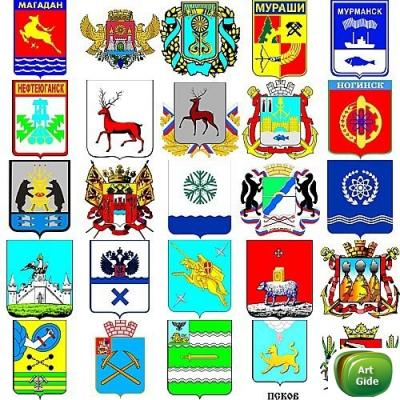 МАГАДАН
МУРАШИ
МУРМАНСК
НЕФТЕЮГАНСК
НОГИНСК
ПСКОВ
Art
Gide